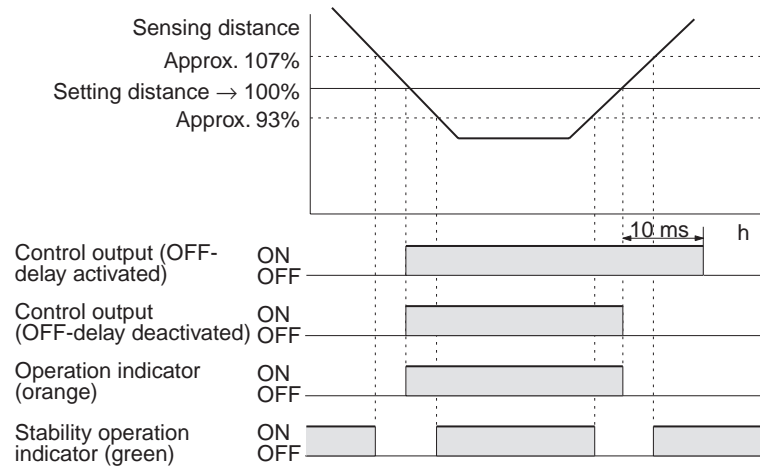 Sensing distance
Approx. 107%
Setting distance → 100%
Approx. 93%
10 ms
h
Control output (OFF-
delay activated)
ON
OFF
Control output
(OFF-delay deactivated)
ON
OFF
Operation indicator
(orange)
ON
OFF
Stability operation
indicator (green)
ON
OFF